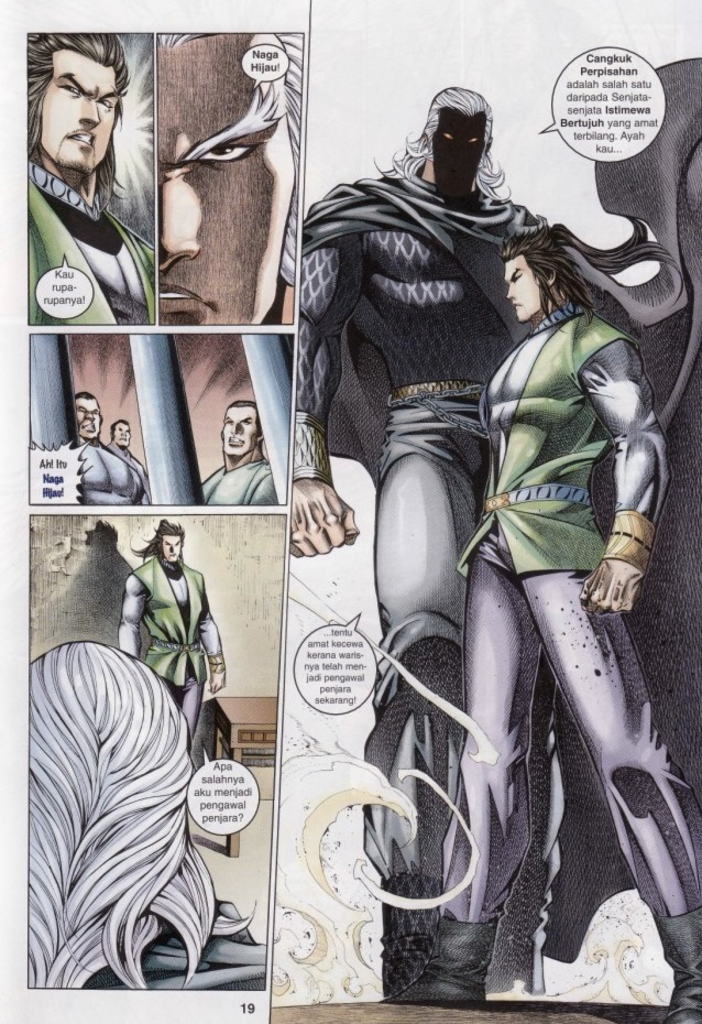 Naga
Hijau!
Kau
rupa-
rupanya!
Ah! Itu
Naga
Hijau!
Apa
salahnya
aku menjadi
pengawal
penjara?
Cangkuk
Perpisahan
adalah salah satu
daripada Senjata-
senjata Istimewa
Bertujuh yang amat
terbilang. Ayah
kau...
...tentu
amat kecewa
kerana waris-
nya telah men-
jadi pengawal
penjara
sekarang!
19